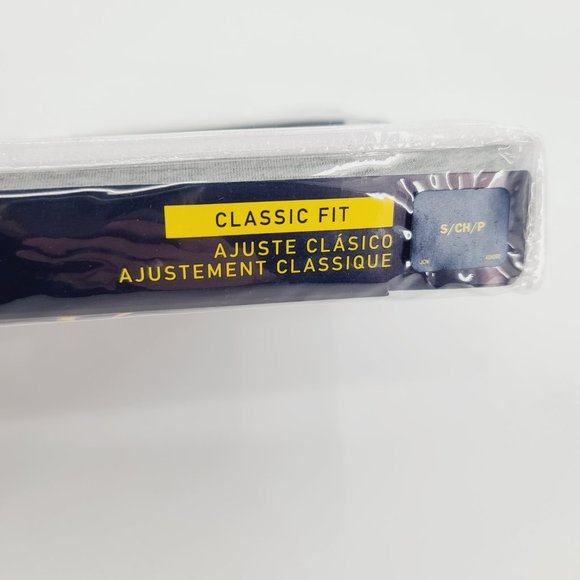 CLASSIC FIT
AJUSTE CLÁSICO
AJUSTEMENT CLASSIQUE
S/CH/P